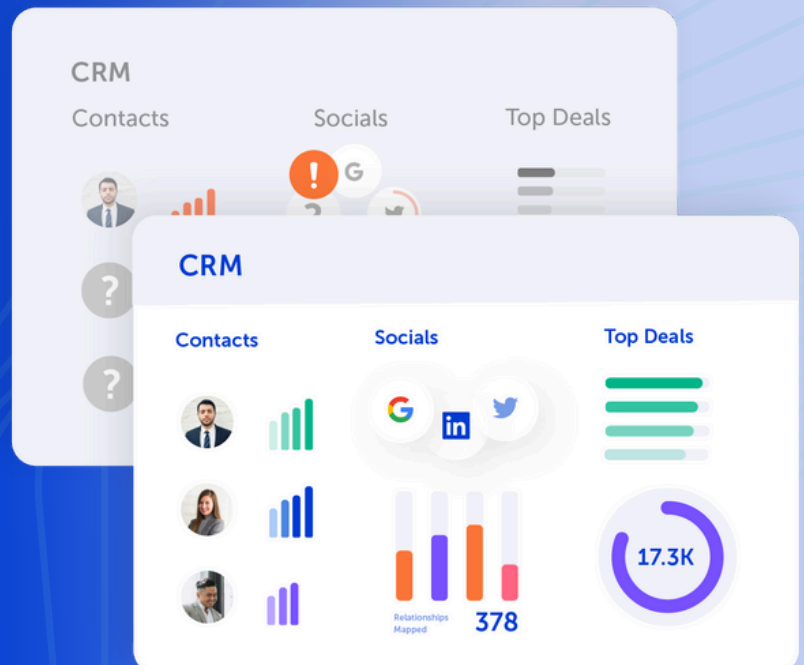 CRM
Contacts Socials Top Deals
!
G
?
?
?
CRM
Contacts Socials Top Deals
G
in
17.3K
Relationships
Mapped
378